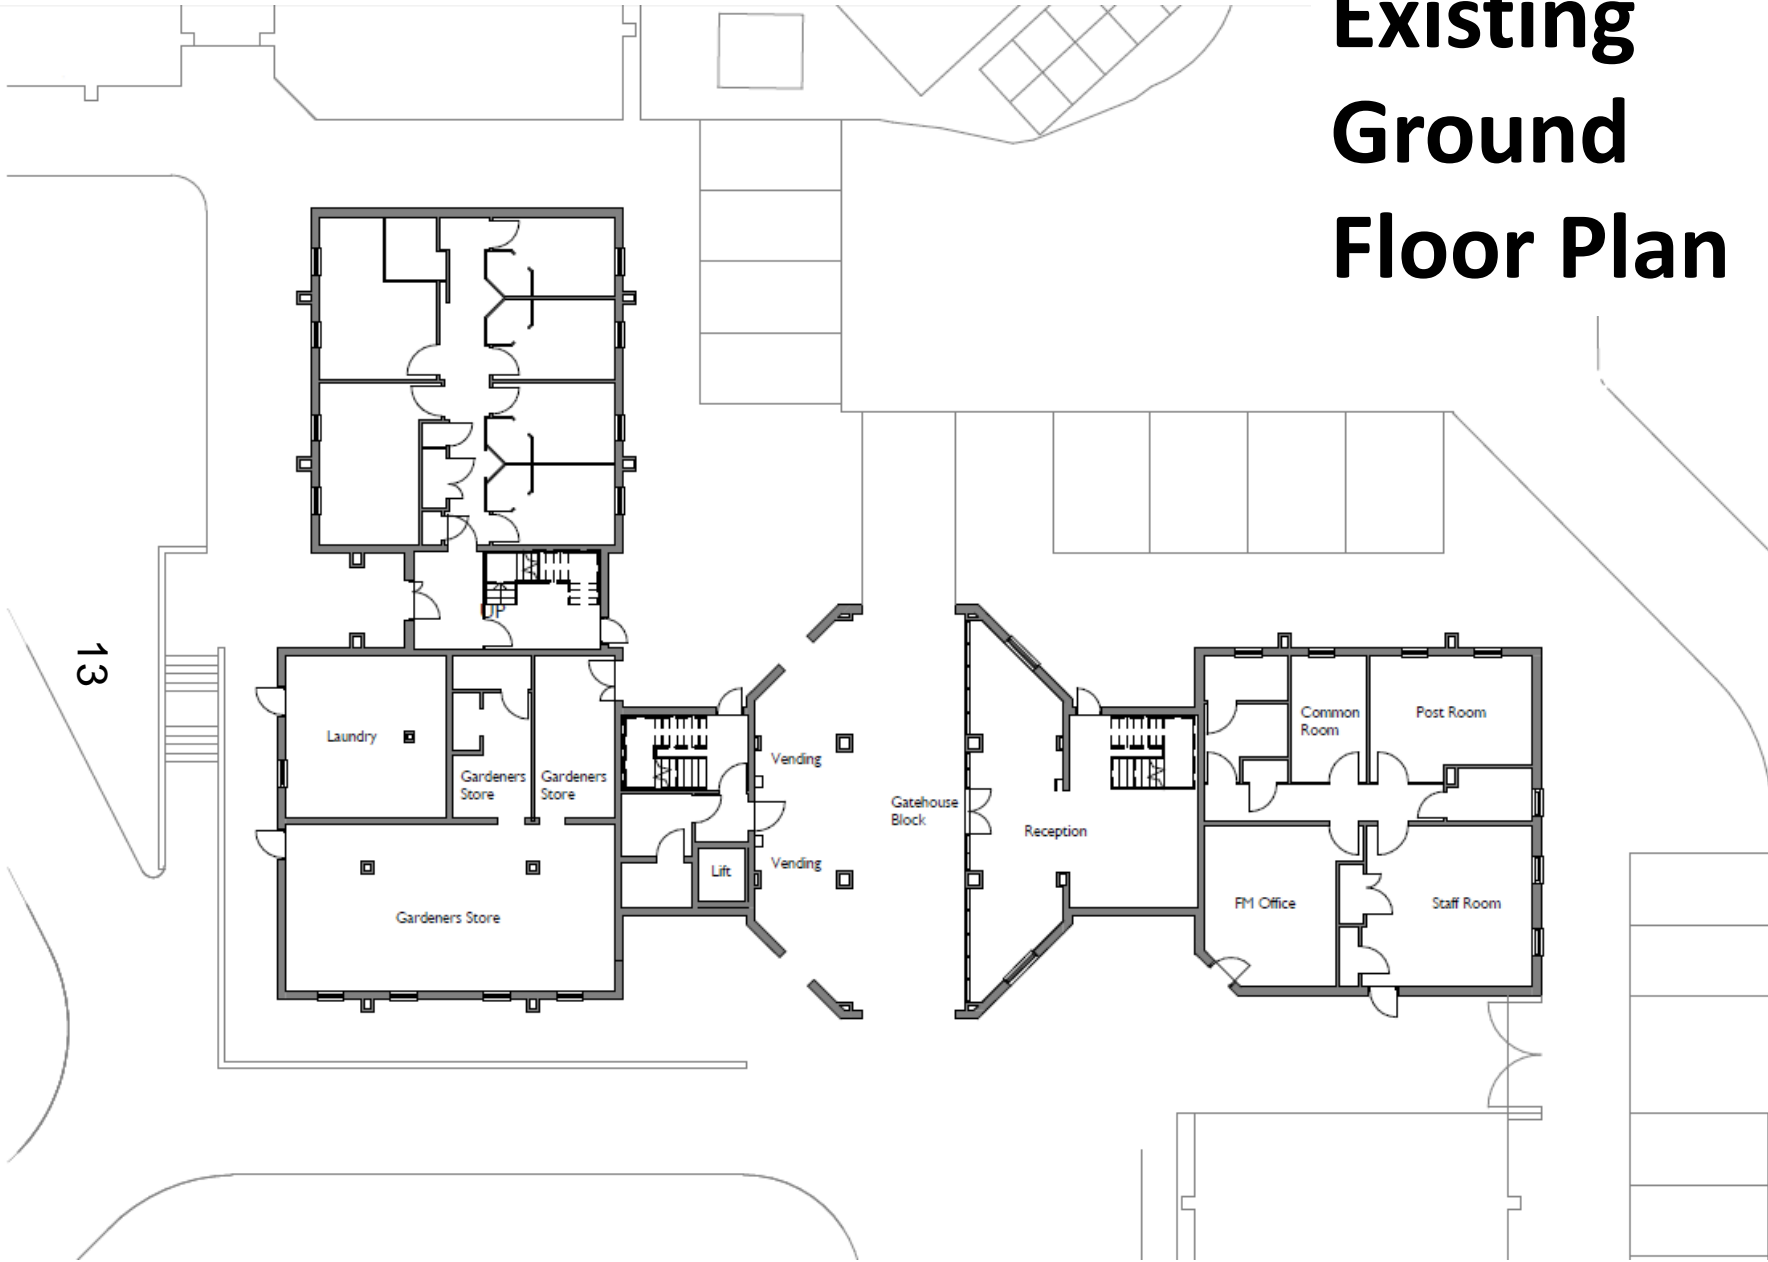 Existing
Ground
Floor Plan
UP
13
Laundry
Gardeners
Store
Gardeners
Store
Gardeners Store
Lift
Vending
Vending
Gatehouse
Block
Reception
Common
Room
Post Room
FM Office
Staff Room